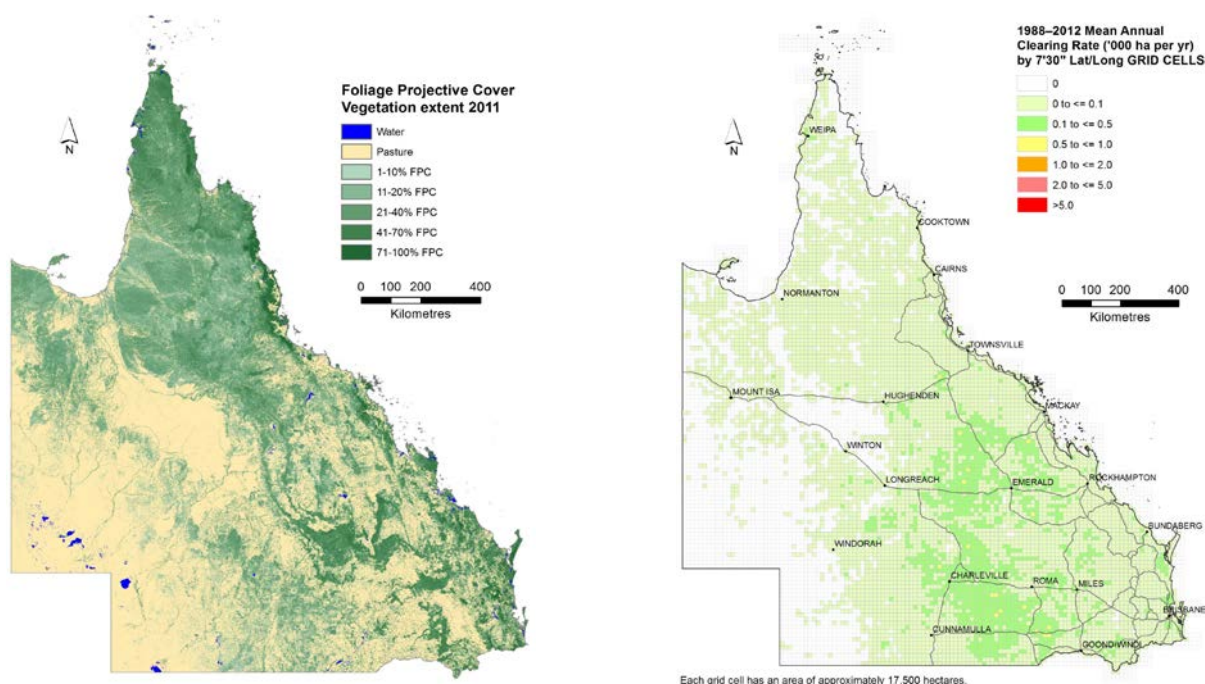 Foliage Projective Cover
Vegetation extent 2011
Water
Pasture
1-10% FPC
11-20% FPC
21-40% FPC
41-70% FPC
71-100% FPC
N
0 100 200 400
Kilometres
1988–2012 Mean Annual
Clearing Rate ('000 ha per yr)
by 7'30" Lat/Long GRID CELLS
0
0 to <= 0.1
0.1 to <= 0.5
0.5 to <= 1.0
1.0 to <= 2.0
2.0 to <= 5.0
>5.0
N
0 100 200 400
Kilometres
WEIPA
COOKTOWN
CAIRNS
NORMANTON
TOWNSVILLE
MOUNT ISA
HUGHENDEN
MACKAY
WINTON
LONGREACH
EMERALD
ROCKHAMPTON
BUNDABERG
WINDORAH
CHARLEVILLE
ROMA
MILES
BRISBANE
CUNNAMULLA
GOONDIWINDI
Each grid cell has an area of approximately 17,500 hectares.